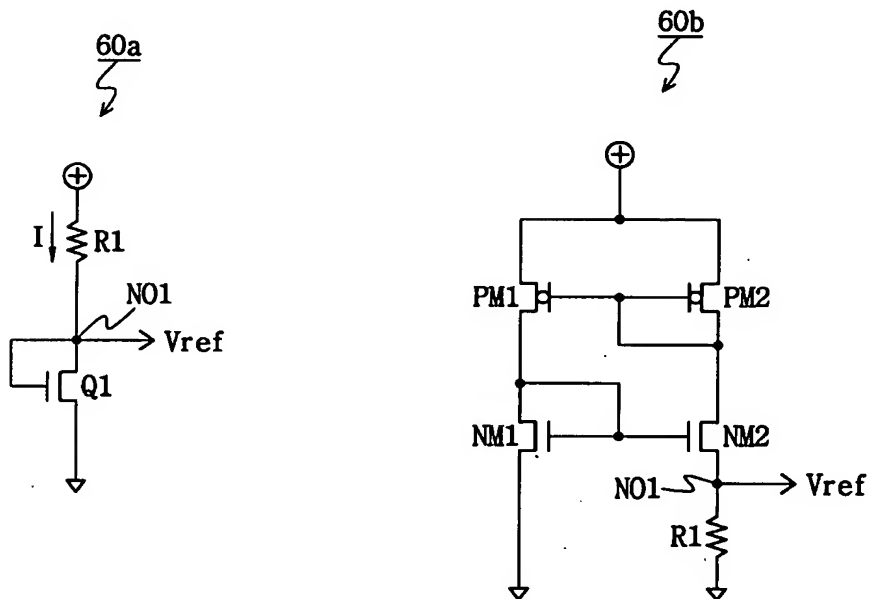 60a
I
R1
NO1
Vref
Q1
60b
PM1
PM2
NM1
NM2
NO1
Vref
R1